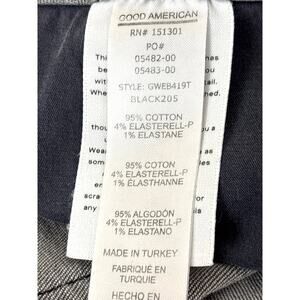 GOOD AMERICAN
RN# 151301
PO#
05482-00
05483-00
STYLE: GWEB419T
BLACK205
95% COTTON
4% ELASTERELL-P
1% ELASTANE
95% COTON
4% ELASTERELL-P
1% ELASTHANNE
95% ALGODÓN
4% ELASTERELL-P
1% ELASTANO
MADE IN TURKEY
FABRIQUÉ EN
TURQUIE
HECHO EN